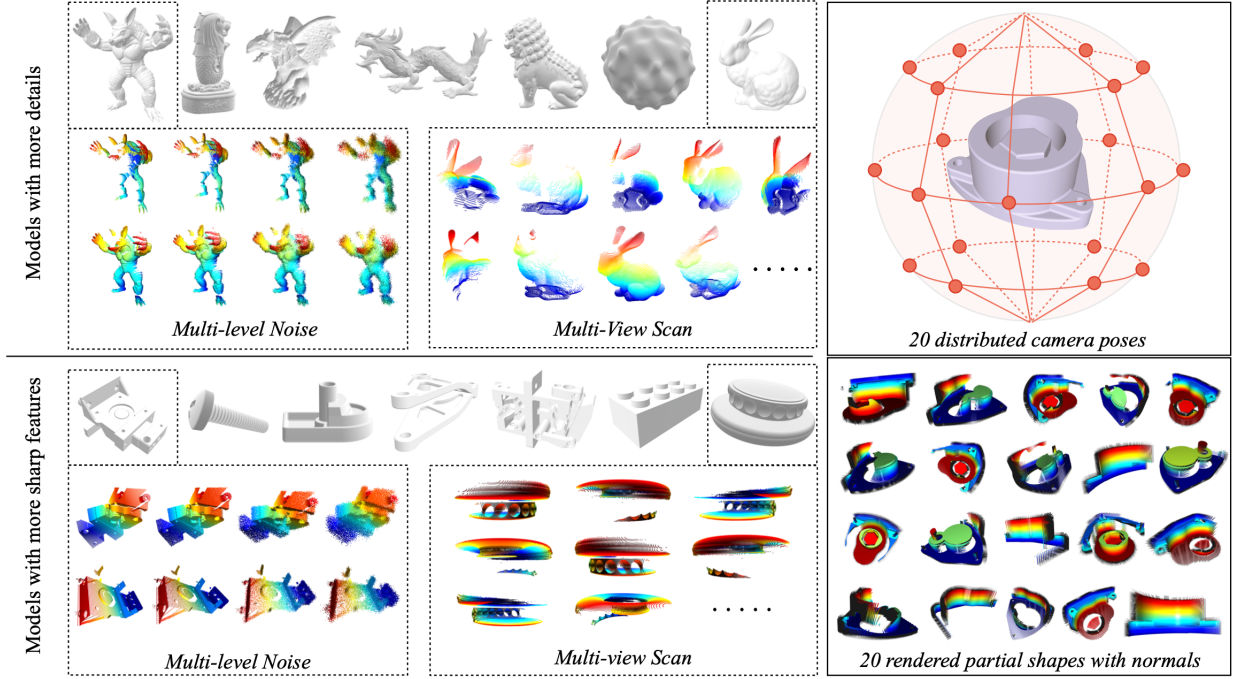 Models with more details
Multi-level Noise
Multi-View Scan
20 distributed camera poses
Models with more sharp features
Multi-level Noise
Multi-view Scan
20 rendered partial shapes with normals